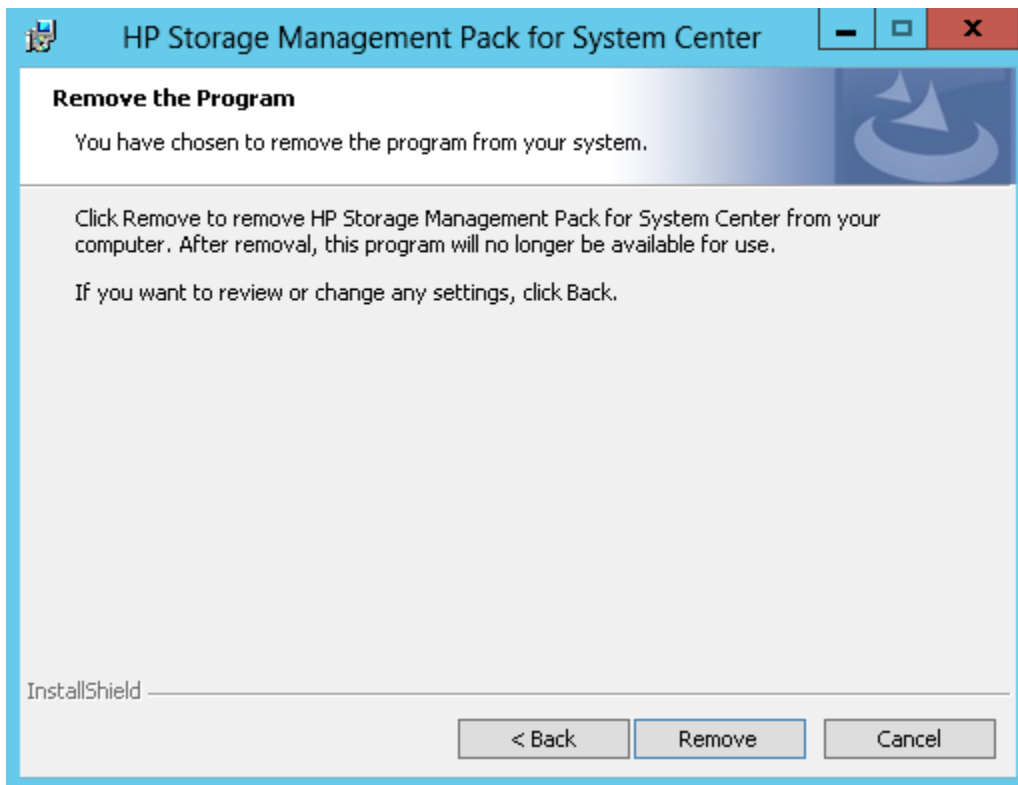 HP Storage Management Pack for System Center
Remove the Program
You have chosen to remove the program from your system.
Click Remove to remove HP Storage Management Pack for System Center from your
computer. After removal, this program will no longer be available for use.
If you want to review or change any settings, click Back.
InstallShield
< Back
Remove
Cancel